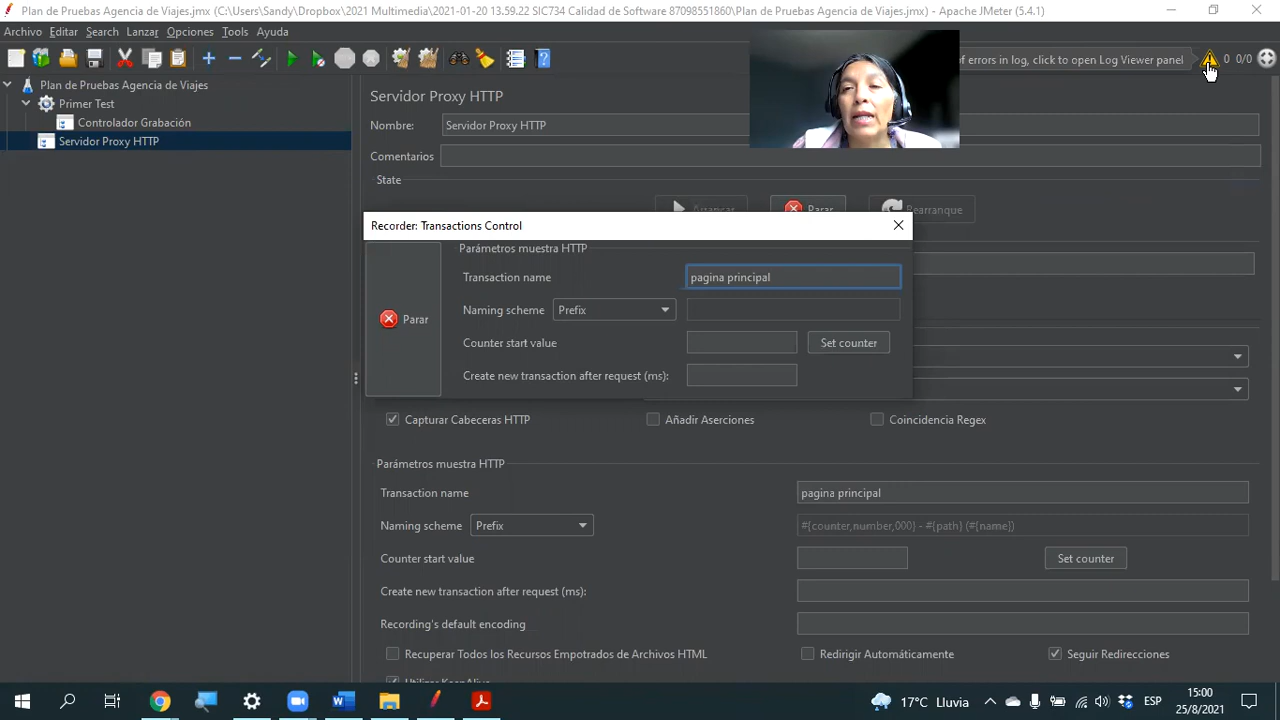 Plan de Pruebas Agencia de Viajes.jmx (C:\Users\Sandy\Dropbox\2021 Multimedia\2021-01-20 13.59.22 SIC734 Calidad de Software 87098551860\Plan de Pruebas Agencia de Viajes.jmx) - Apache JMeter (5.4.1)
Archivo Editar Search Lanzar Opciones Tools Ayuda
of errors in log, click to open Log Viewer panel 0 0/0
Plan de Pruebas Agencia de Viajes
Primer Test
Controlador Grabación
Servidor Proxy HTTP
Servidor Proxy HTTP
Nombre: Servidor Proxy HTTP
Comentarios
State
Arrancar Parar Rearranque
Recorder: Transactions Control
Parámetros muestra HTTP
Parar
Transaction name pagina principal
Naming scheme Prefix
Counter start value Set counter
Create new transaction after request (ms):
Capturar Cabeceras HTTP Añadir Aserciones Coincidencia Regex
Parámetros muestra HTTP
Transaction name pagina principal
Naming scheme Prefix #{counter,number,000} - #{path} (#{name})
Counter start value Set counter
Create new transaction after request (ms):
Recording's default encoding
Recuperar Todos los Recursos Empotrados de Archivos HTML Redirigir Automáticamente Seguir Redirecciones
Utilizar KeepAlive
17°C Lluvia ESP 15:00
25/8/2021